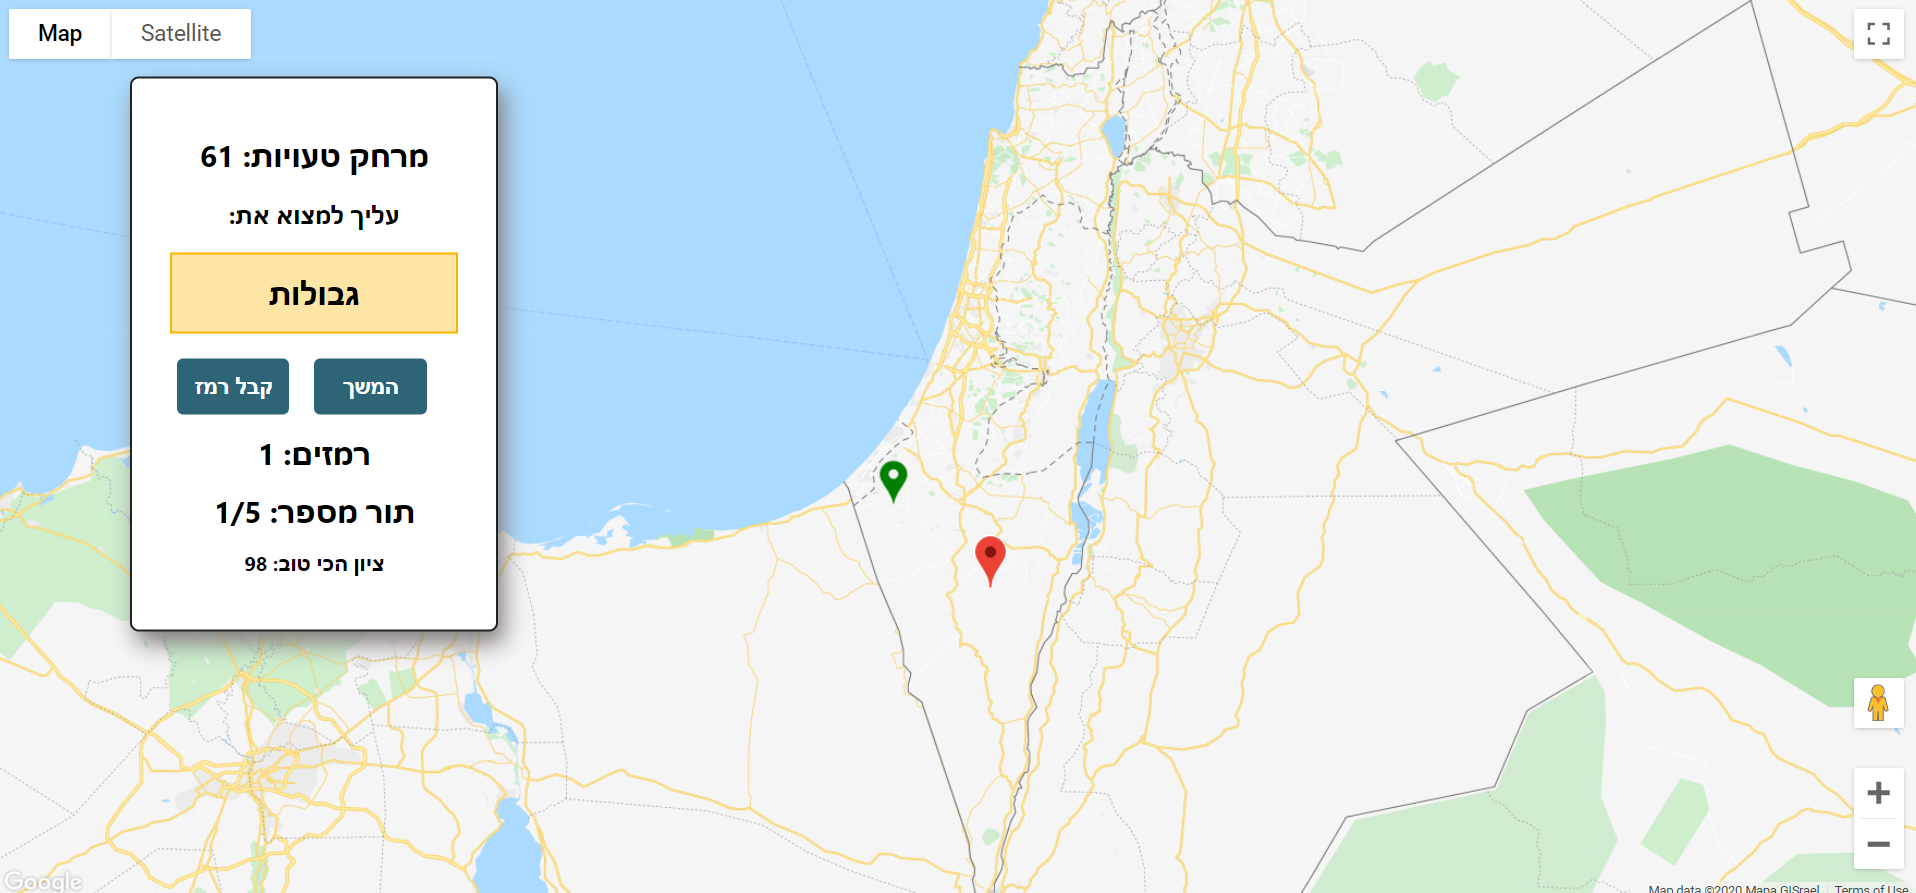 Map Satellite
מרחק טעויות: 61
עליך למצוא את:
גבולות
קבל רמז המשך
רמזים: 1
תור מספר: 1/5
ציון הכי טוב: 98
Google
Map data ©2020 Mapa GISrael Terms of Use